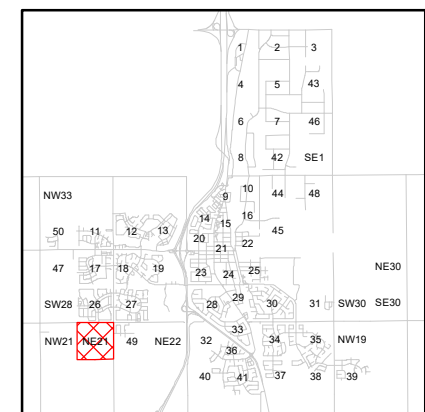 1 2 3
4 5 43
6 7 46
8 42 SE1
NW33 9 10 44 48
14 15 16
50 11 12 13 20 45
21 22
47 17 18 19 23 24 25 NE30
SW28 26 27 28 29 30 31 SW30 SE30
33
NW21 NE21 49 NE22 32 34 35 NW19
36
40 41 37 38 39